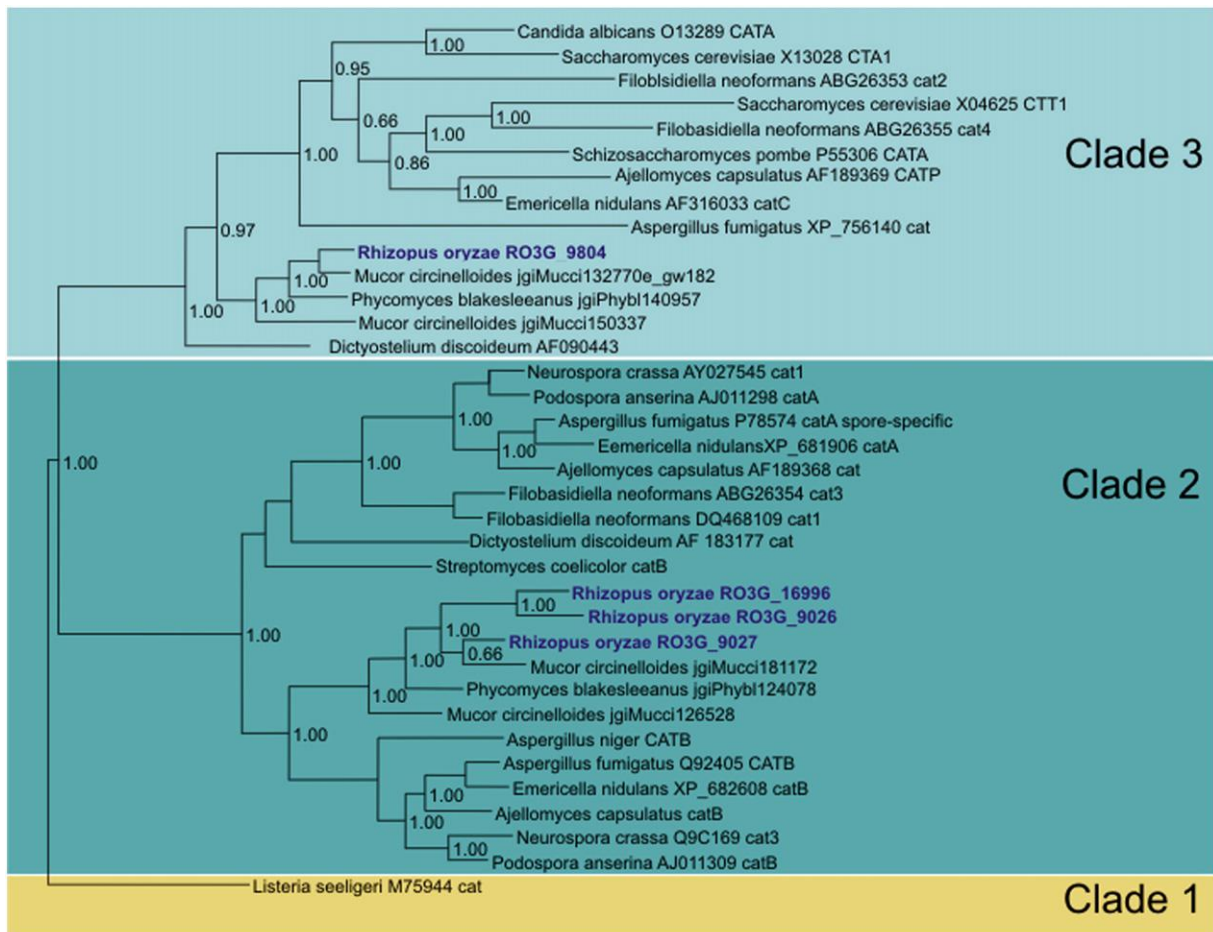 Candida albicans O13289 CATA
1.00
Saccharomyces cerevisiae X13028 CTA1
0.95
Filoblsidiella neoformans ABG26353 cat2
Saccharomyces cerevisiae X04625 CTT1
1.00
0.66
Filobasidiella neoformans ABG26355 cat4
1.00
Clade 3
1.00
Schizosaccharomyces pombe P55306 CATA
0.86
Ajellomyces capsulatus AF189369 CATP
1.00
Emericella nidulans AF316033 catC
Aspergillus fumigatus XP_756140 cat
0.97
Rhizopus oryzae RO3G_9804
Mucor circinelloides jgiMucci132770e_gw182
1.00
Phycomyces blakesleeanus jgiPhybl140957
1.00
1.00
Mucor circinelloides jgiMucci150337
Dictyostelium discoideum AF090443
Neurospora crassa AY027545 cat1
Podospora anserina AJ011298 catA
1.00
Aspergillus fumigatus P78574 catA spore-specific
Eemericella nidulansXP_681906 catA
1.00
1.00
1.00
Ajellomyces capsulatus AF189368 cat
Clade 2
Filobasidiella neoformans ABG26354 cat3
Filobasidiella neoformans DQ468109 cat1
Dictyostelium discoideum AF 183177 cat
Streptomyces coelicolor catB
Rhizopus oryzae RO3G_16996
1.00
Rhizopus oryzae RO3G_9026
1.00
1.00
Rhizopus oryzae RO3G_9027
0.66
1.00
Mucor circinelloides jgiMucci181172
Phycomyces blakesleeanus jgiPhybl124078
1.00
Mucor circinelloides jgiMucci126528
1.00
Aspergillus niger CATB
Aspergillus fumigatus Q92405 CATB
Emericella nidulans XP_682608 catB
1.00
Ajellomyces capsulatus catB
1.00
Neurospora crassa Q9C169 cat3
1.00
Podospora anserina AJ011309 catB
Listeria seeligeri M75944 cat
Clade 1